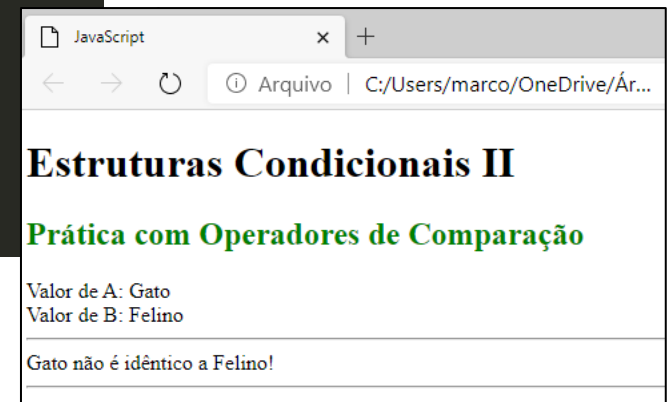 JavaScript
Arquivo | C:/Users/marco/OneDrive/Ár...
Estruturas Condicionais II
Prática com Operadores de Comparação
Valor de A: Gato
Valor de B: Felino
Gato não é idêntico a Felino!